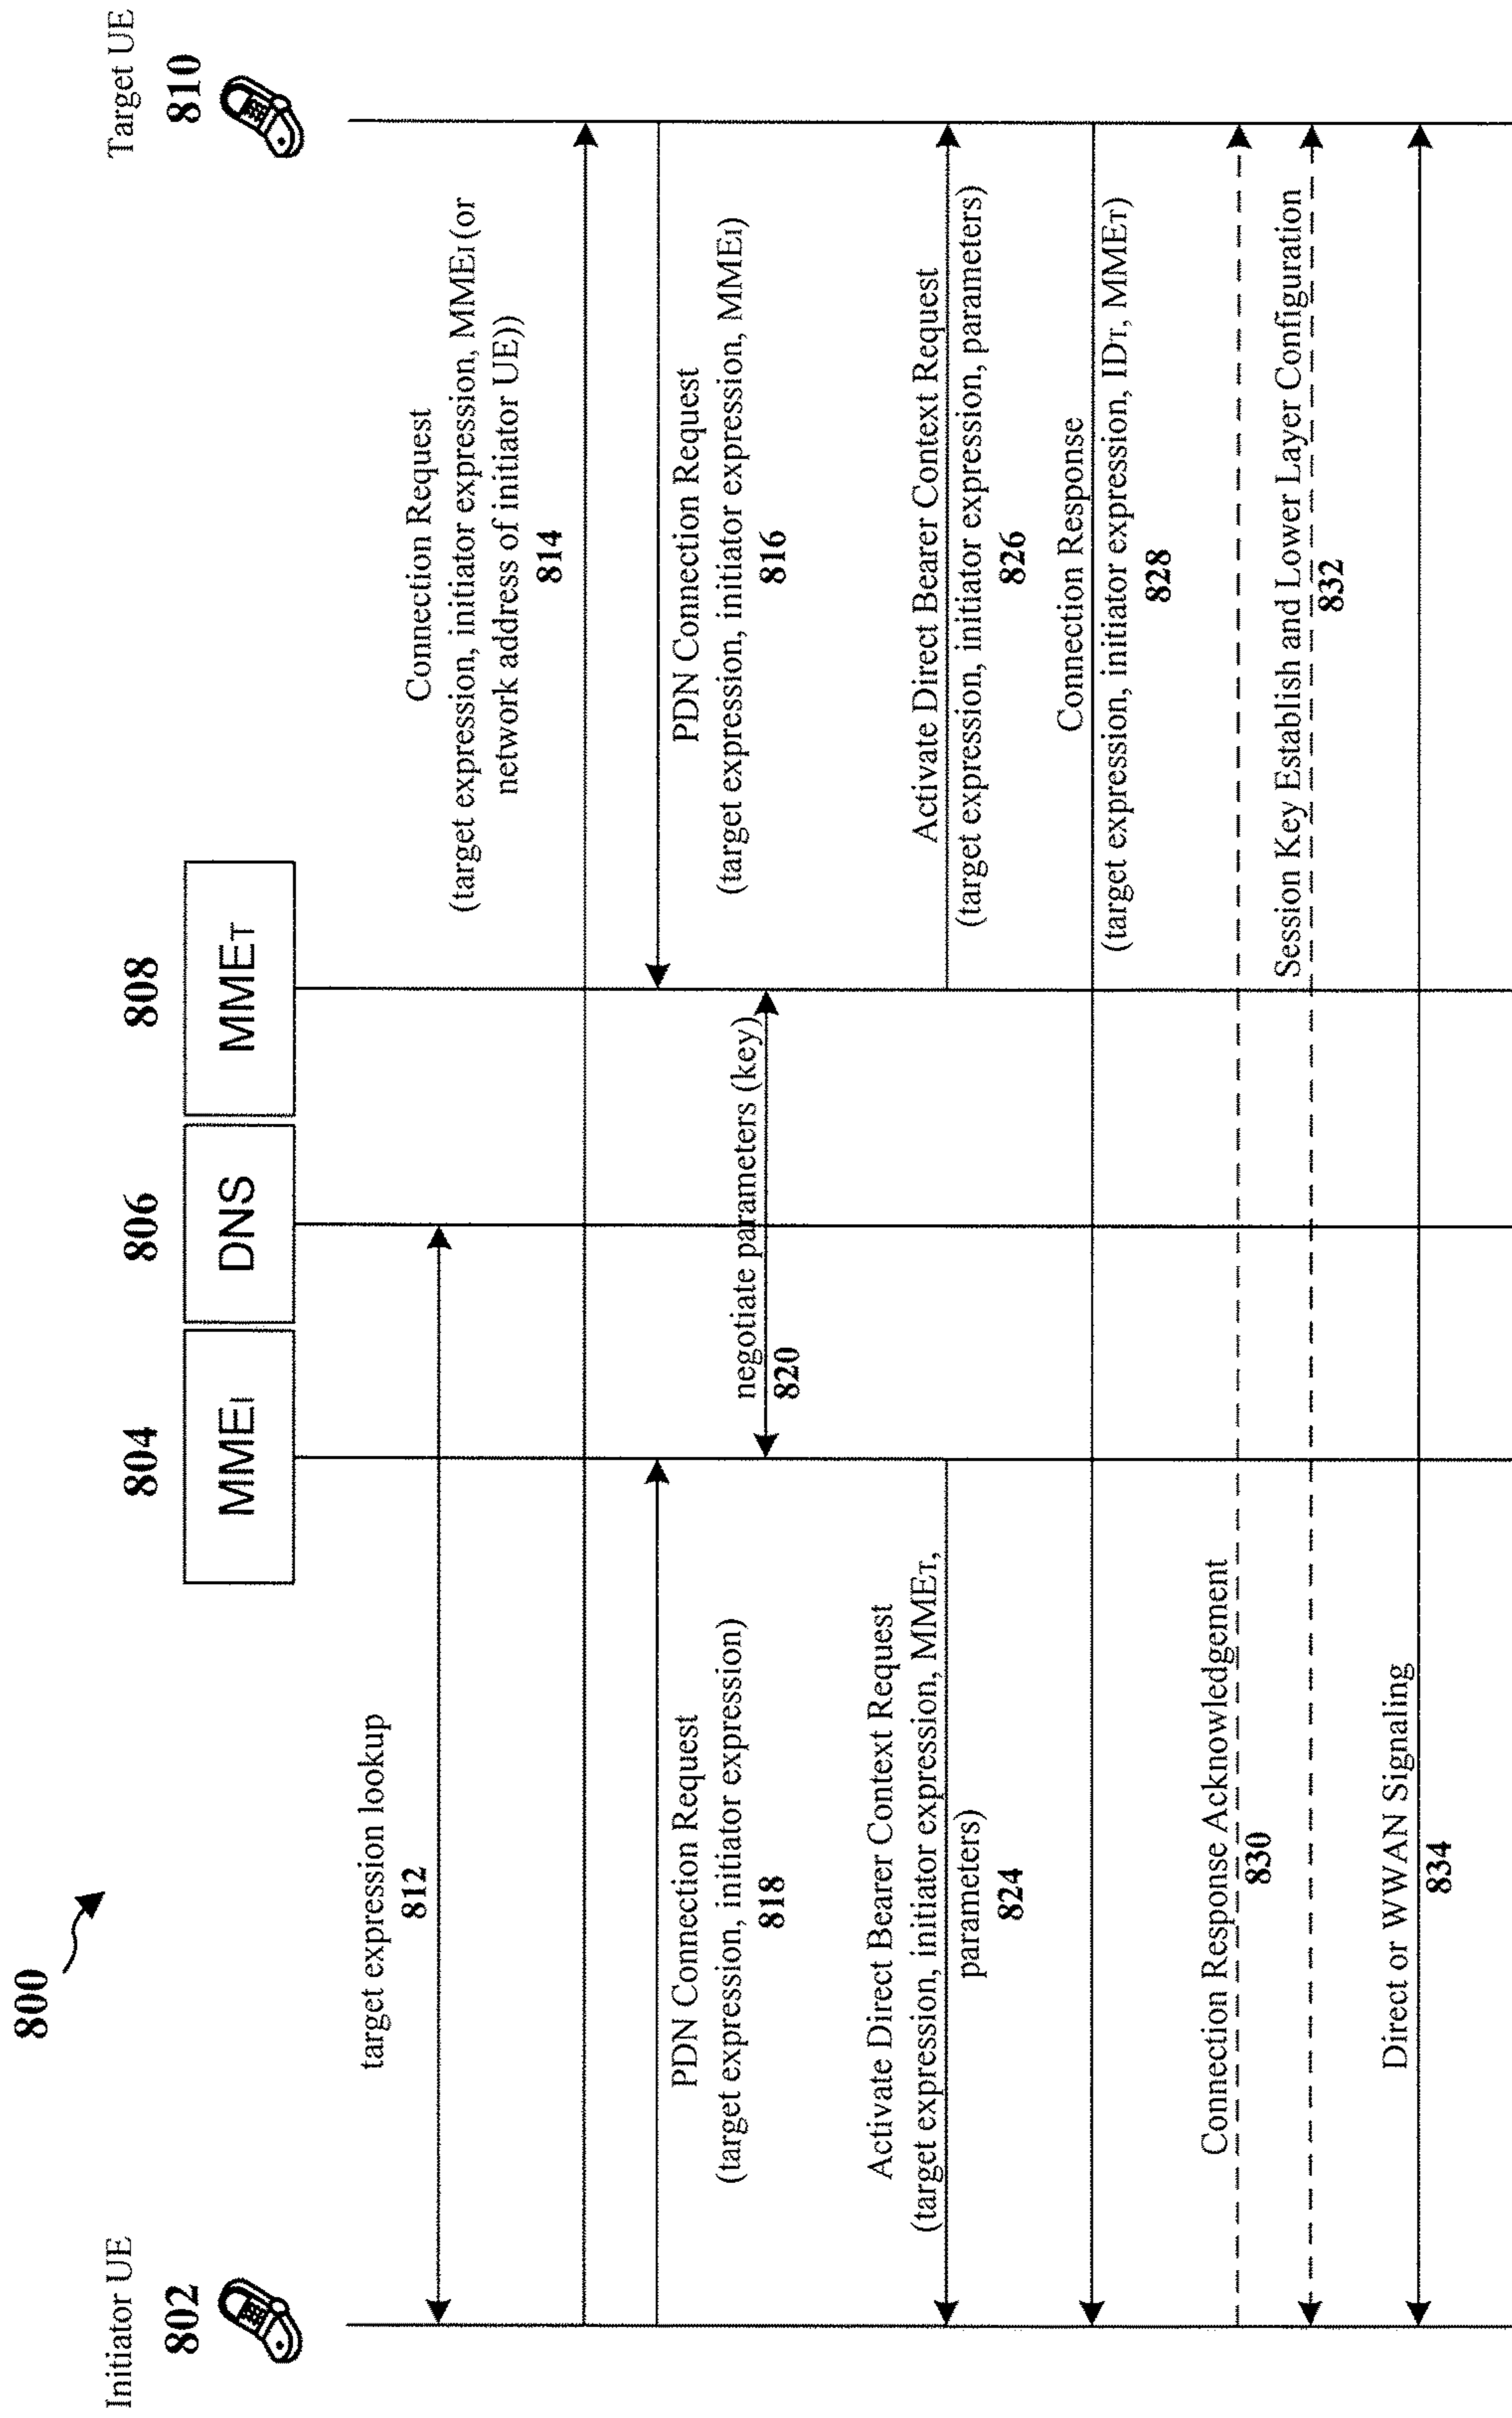 800
Initiator UE
802
804
MMEI
806
DNS
808
MMET
Target UE
810
target expression lookup
812
Connection Request
(target expression, initiator expression, MMEI (or
network address of initiator UE))
814
PDN Connection Request
(target expression, initiator expression)
818
PDN Connection Request
(target expression, initiator expression, MMEI)
816
negotiate parameters (key)
820
Activate Direct Bearer Context Request
(target expression, initiator expression, MMET,
parameters)
824
Activate Direct Bearer Context Request
(target expression, initiator expression, parameters)
826
Connection Response
(target expression, initiator expression, IDT, MMET)
828
Connection Response Acknowledgement
830
Session Key Establish and Lower Layer Configuration
832
Direct or WWAN Signaling
834